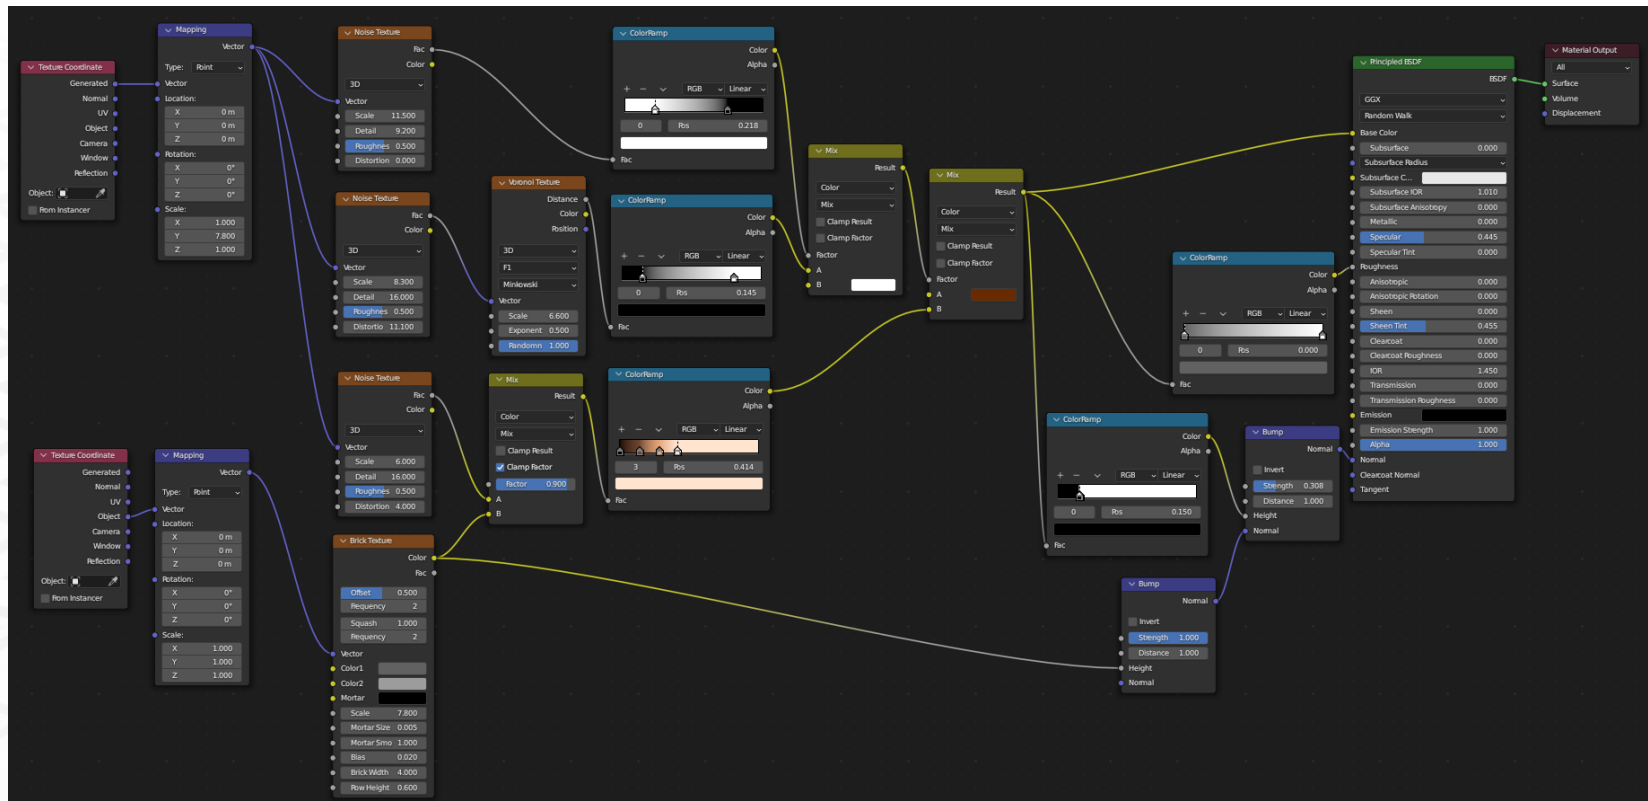 Texture Coordinate
Generated
Normal
UV
Object
Camera
Window
Reflection
Object:
From Instancer
Mapping
Vector
Type: Point
Vector
Location:
X 0 m
Y 0 m
Z 0 m
Rotation:
X 0°
Y 0°
Z 0°
Scale:
X 1.000
Y 7.800
Z 1.000
Noise Texture
Fac
Color
3D
Vector
Scale 11.500
Detail 9.200
Roughnes 0.500
Distortion 0.000
ColorRamp
Color
Alpha
RGB Linear
0 Pos 0.218
Fac
Noise Texture
Fac
Color
3D
Vector
Scale 8.300
Detail 16.000
Roughnes 0.500
Distortio 11.100
Voronoi Texture
Distance
Color
Position
3D
F1
Minkowski
Vector
Scale 6.600
Exponent 0.500
Randomn 1.000
ColorRamp
Color
Alpha
RGB Linear
0 Pos 0.145
Fac
Mix
Result
Color
Mix
Clamp Result
Clamp Factor
Factor
A
B
Mix
Result
Color
Mix
Clamp Result
Clamp Factor
Factor
A
B
Noise Texture
Fac
Color
3D
Vector
Scale 6.000
Detail 16.000
Roughnes 0.500
Distortion 4.000
Mix
Result
Color
Mix
Clamp Result
Clamp Factor
Factor 0.900
A
B
ColorRamp
Color
Alpha
RGB Linear
3 Pos 0.414
Fac
Texture Coordinate
Generated
Normal
UV
Object
Camera
Window
Reflection
Object:
From Instancer
Mapping
Vector
Type: Point
Vector
Location:
X 0 m
Y 0 m
Z 0 m
Rotation:
X 0°
Y 0°
Z 0°
Scale:
X 1.000
Y 1.000
Z 1.000
Brick Texture
Color
Fac
Offset 0.500
Frequency 2
Squash 1.000
Frequency 2
Vector
Color1
Color2
Mortar
Scale 7.800
Mortar Size 0.005
Mortar Smo 1.000
Bias 0.020
Brick Width 4.000
Row Height 0.600
ColorRamp
Color
Alpha
RGB Linear
0 Pos 0.000
Fac
ColorRamp
Color
Alpha
RGB Linear
0 Pos 0.150
Fac
Bump
Normal
Invert
Strength 0.308
Distance 1.000
Height
Normal
Bump
Normal
Invert
Strength 1.000
Distance 1.000
Height
Normal
Principled BSDF
BSDF
GGX
Random Walk
Base Color
Subsurface 0.000
Subsurface Radius
Subsurface C...
Subsurface IOR 1.010
Subsurface Anisotropy 0.000
Metallic 0.000
Specular 0.445
Specular Tint 0.000
Roughness
Anisotropic 0.000
Anisotropic Rotation 0.000
Sheen 0.000
Sheen Tint 0.455
Clearcoat 0.000
Clearcoat Roughness 0.000
IOR 1.450
Transmission 0.000
Transmission Roughness 0.000
Emission
Emission Strength 1.000
Alpha 1.000
Normal
Clearcoat Normal
Tangent
Material Output
All
Surface
Volume
Displacement